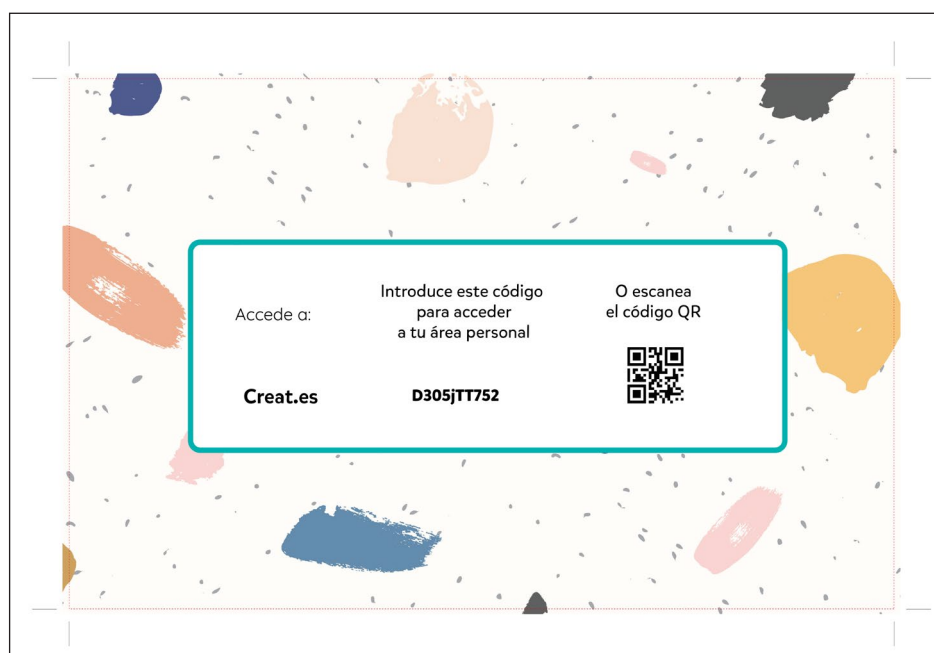 Accede a:
Creat.es
Introduce este código
para acceder
a tu área personal
D305jTT752
O escanea
el código QR